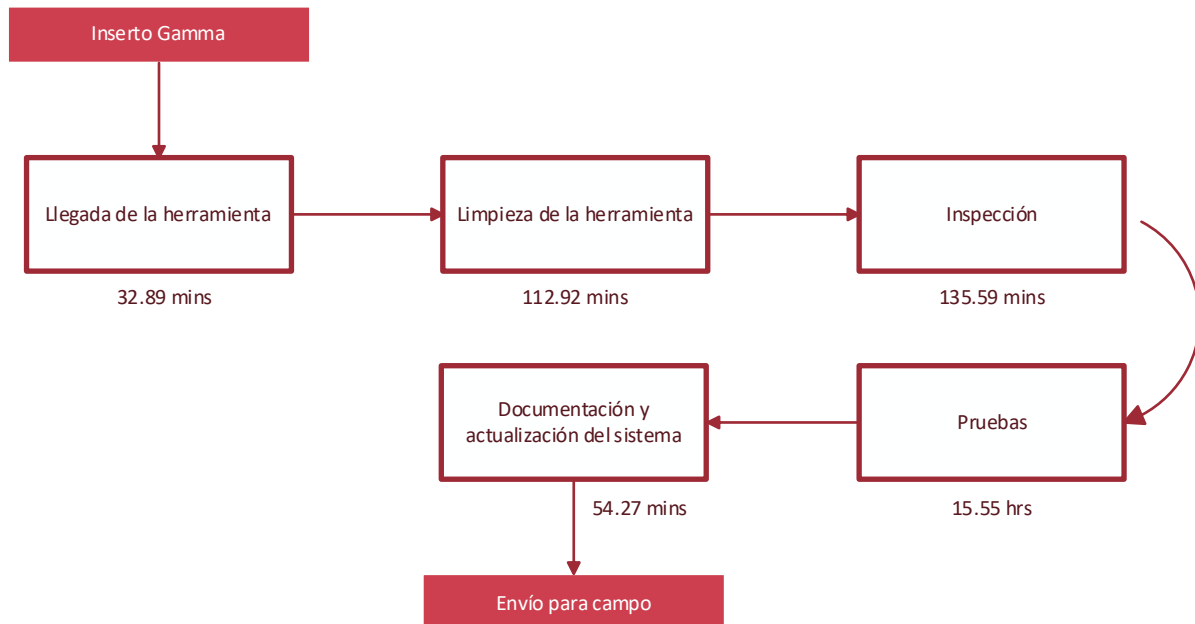 Inserto Gamma
Llegada de la herramienta
32.89 mins
Limpieza de la herramienta
112.92 mins
Inspección
135.59 mins
Pruebas
15.55 hrs
Documentación y
actualización del sistema
54.27 mins
Envío para campo